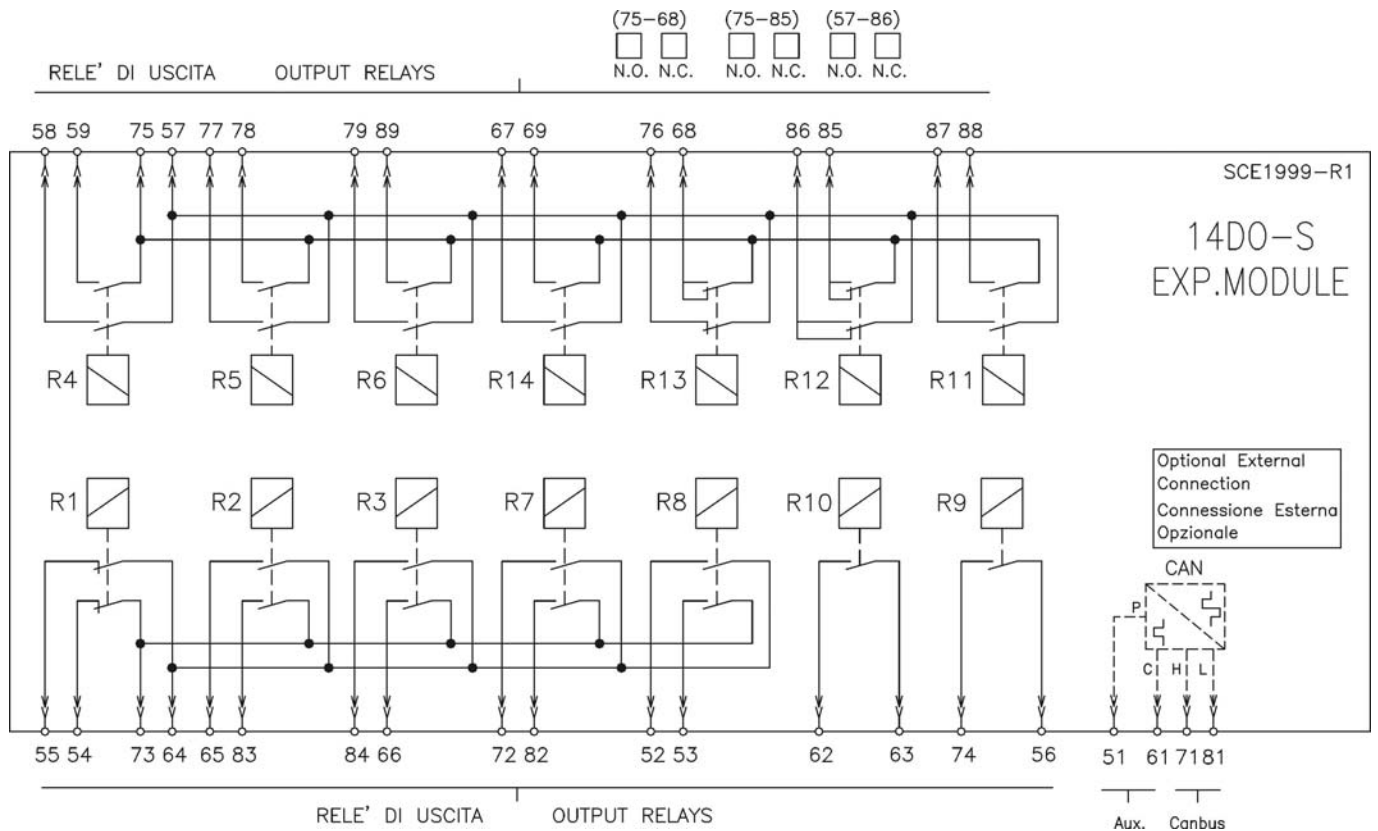 (75-68) (75-85) (57-86)
N.O. N.C. N.O. N.C. N.O. N.C.
RELE' DI USCITA OUTPUT RELAYS
58 59 75 57 77 78 79 89 67 69 76 68 86 85 87 88
SCE1999-R1
14DO-S
EXP.MODULE
R4 R5 R6 R14 R13 R12 R11
R1 R2 R3 R7 R8 R10 R9
Optional External
Connection
Connessione Esterna
Opzionale
CAN
P
C H L
55 54 73 64 65 83 84 66 72 82 52 53 62 63 74 56 51 61 71 81
RELE' DI USCITA OUTPUT RELAYS
Aux. Canbus